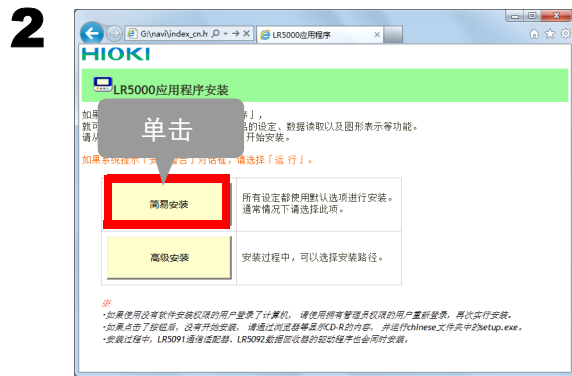 2
G:\navi\index_cn.h
LR5000应用程序
HIOKI
LR5000应用程序安装
如果
」,
就可
品的设定、数据读取以及图形表示等功能。
请从
开始安装。
单击
如果系统提示「安
告」对话框,请选择「运 行」。
简易安装
所有设定都使用默认选项进行安装。
通常情况下请选择此项。
高级安装
安装过程中,可以选择安装路径。
※
·如果使用没有软件安装权限的用户登录了计算机, 请使用拥有管理员权限的用户重新登录,再次实行安装。
·如果点击了按钮后,没有开始安装, 请通过浏览器等显示CD-R的内容, 并运行chinese文件夹中的setup.exe。
·安装过程中,LR5091通信适配器、LR5092数据回收器的驱动程序也会同时安装。